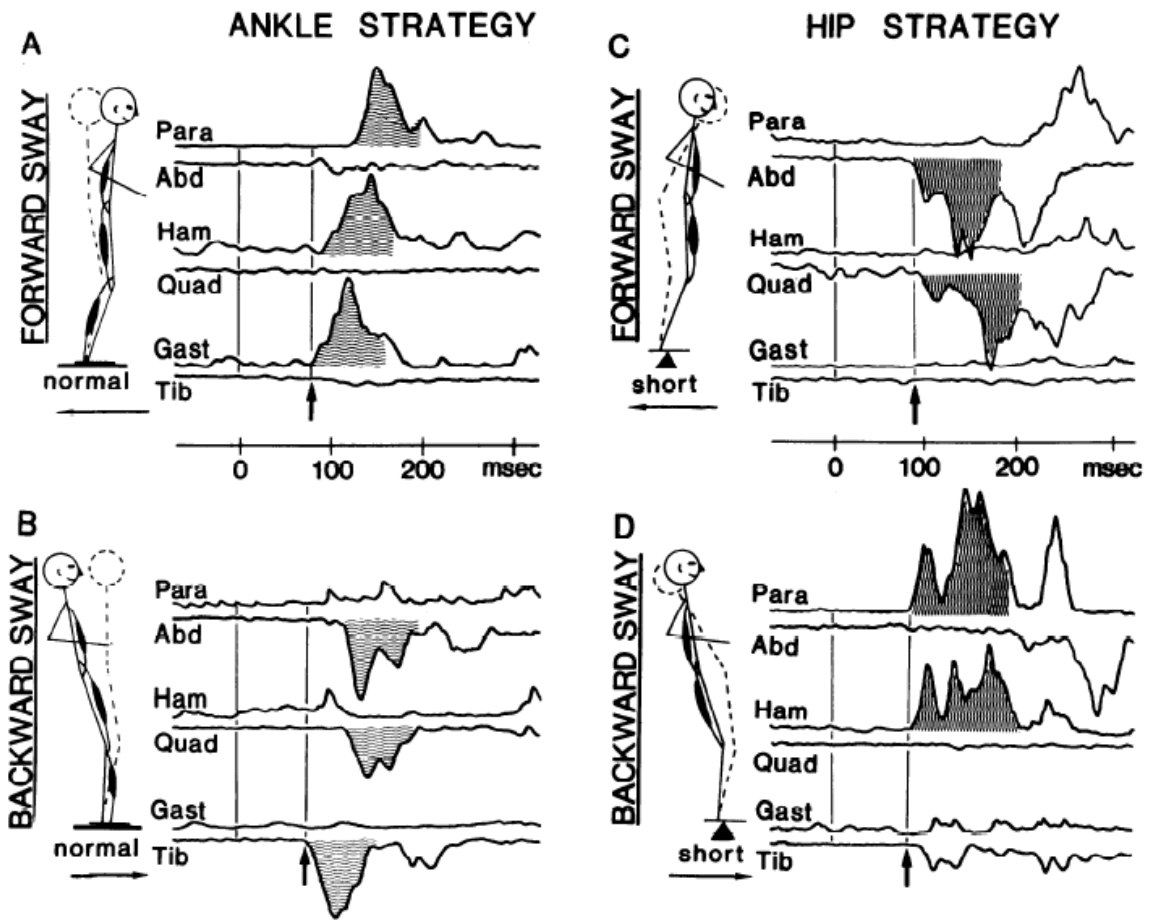 ANKLE STRATEGY
A
FORWARD SWAY
Para
Abd
Ham
Quad
Gast
Tib
normal
0 100 200 msec
HIP STRATEGY
C
FORWARD SWAY
Para
Abd
Ham
Quad
Gast
Tib
short
0 100 200 msec
B
BACKWARD SWAY
Para
Abd
Ham
Quad
Gast
Tib
normal
D
BACKWARD SWAY
Para
Abd
Ham
Quad
Gast
Tib
short